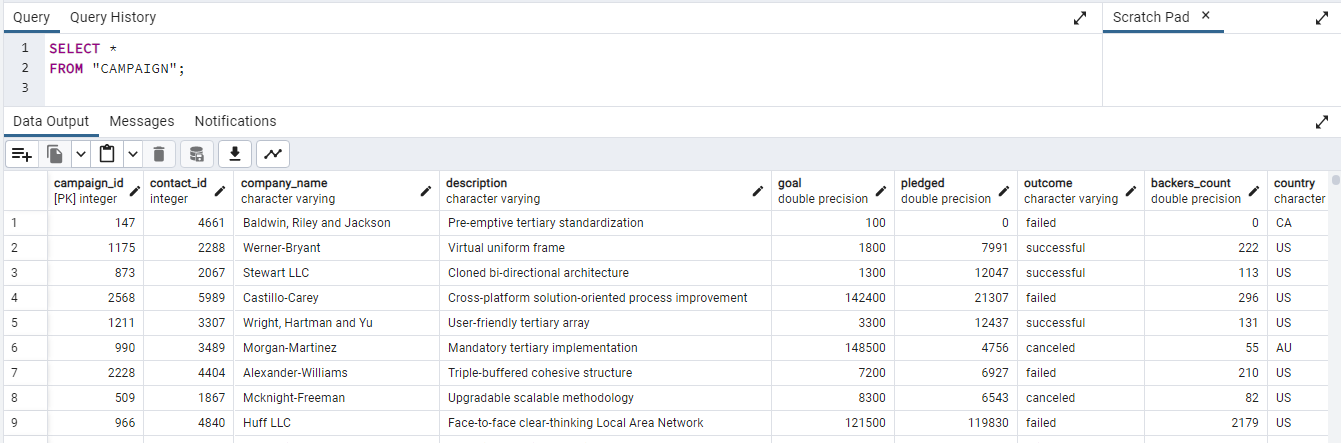 Query Query History Scratch Pad ×
1 SELECT *
2 FROM "CAMPAIGN";
3
Data Output Messages Notifications
campaign_id contact_id company_name description goal pledged outcome backers_count country
[PK] integer integer character varying character varying double precision double precision character varying double precision character
1 147 4661 Baldwin, Riley and Jackson Pre-emptive tertiary standardization 100 0 failed 0 CA
2 1175 2288 Werner-Bryant Virtual uniform frame 1800 7991 successful 222 US
3 873 2067 Stewart LLC Cloned bi-directional architecture 1300 12047 successful 113 US
4 2568 5989 Castillo-Carey Cross-platform solution-oriented process improvement 142400 21307 failed 296 US
5 1211 3307 Wright, Hartman and Yu User-friendly tertiary array 3300 12437 successful 131 US
6 990 3489 Morgan-Martinez Mandatory tertiary implementation 148500 4756 canceled 55 AU
7 2228 4404 Alexander-Williams Triple-buffered cohesive structure 7200 6927 failed 210 US
8 509 1867 Mcknight-Freeman Upgradable scalable methodology 8300 6543 canceled 82 US
9 966 4840 Huff LLC Face-to-face clear-thinking Local Area Network 121500 119830 failed 2179 US